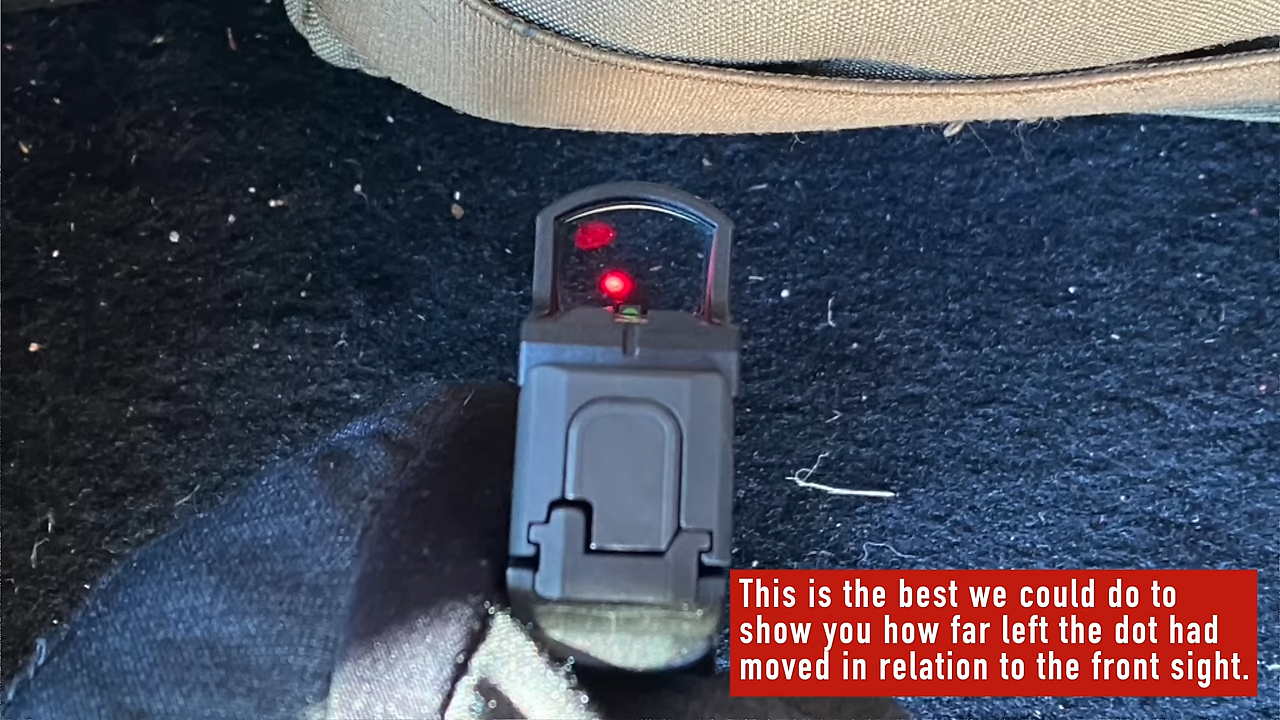 This is the best we could do to
show you how far left the dot had
moved in relation to the front sight.